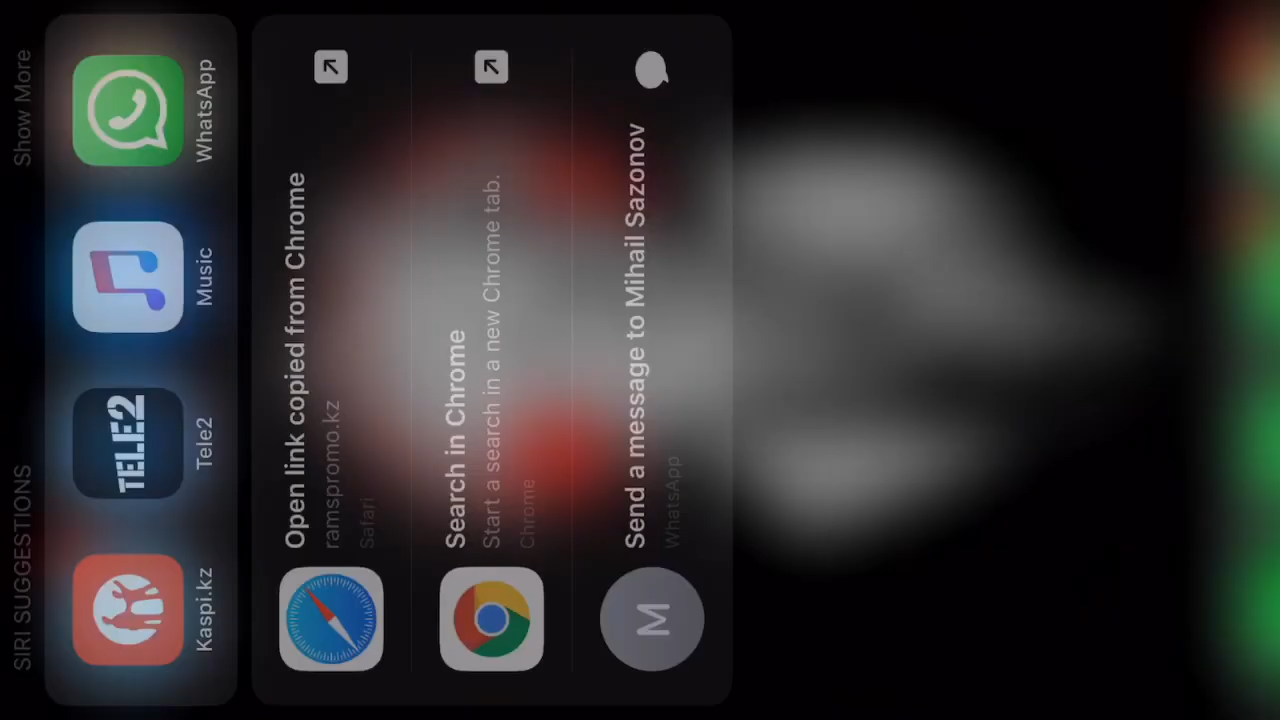 SIRI SUGGESTIONS Show More
TELE2
Kaspi.kz Tele2 Music WhatsApp
Open link copied from Chrome
ramspromo.kz
Safari
Search in Chrome
Start a search in a new Chrome tab.
Chrome
M
Send a message to Mihail Sazonov
WhatsApp